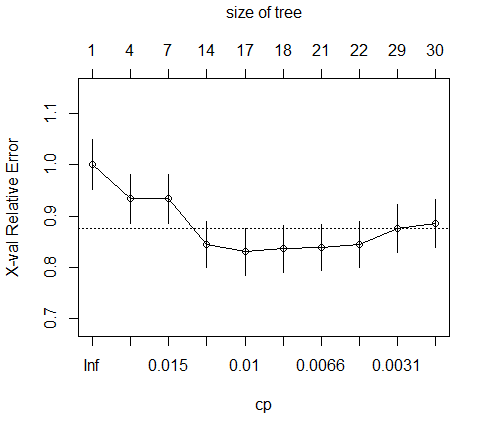 size of tree
1 4 7 14 17 18 21 22 29 30
X-val Relative Error
1.1
1.0
0.9
0.8
0.7
Inf 0.015 0.01 0.0066 0.0031
cp